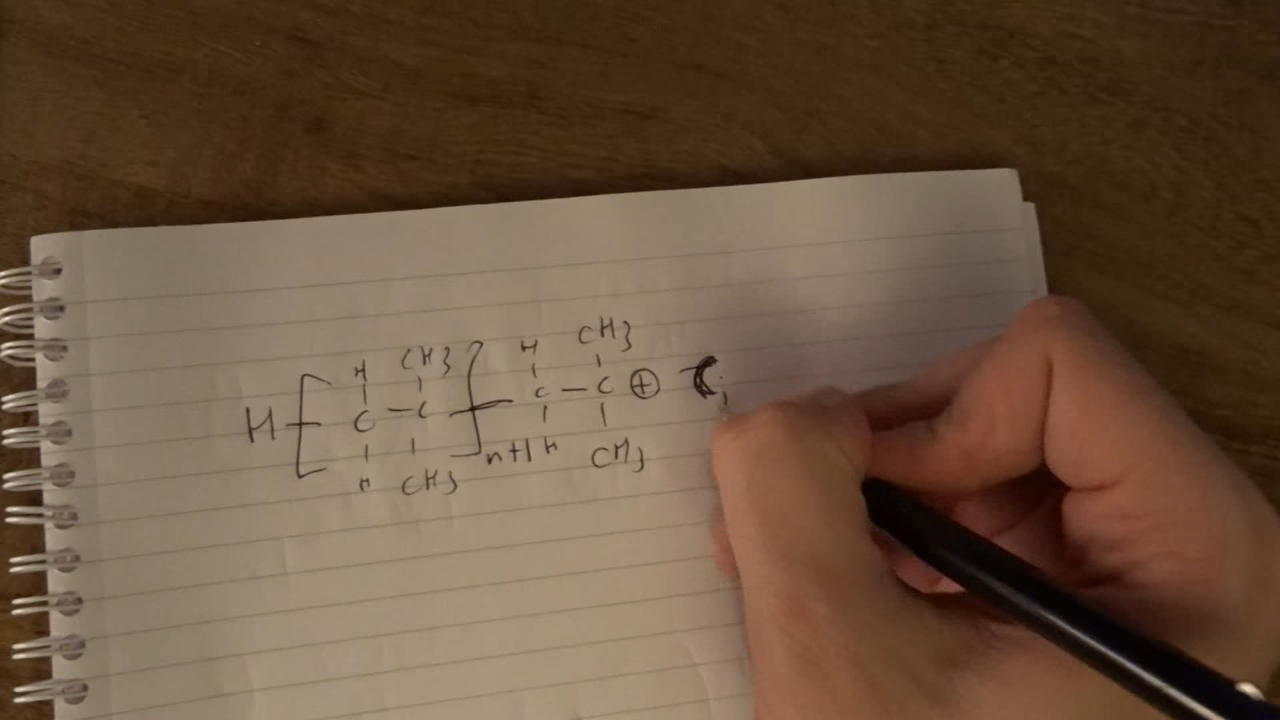 H CH3 H CH3
H [ C - C ] - C - C ⊕
n+1
H CH3 H CH3